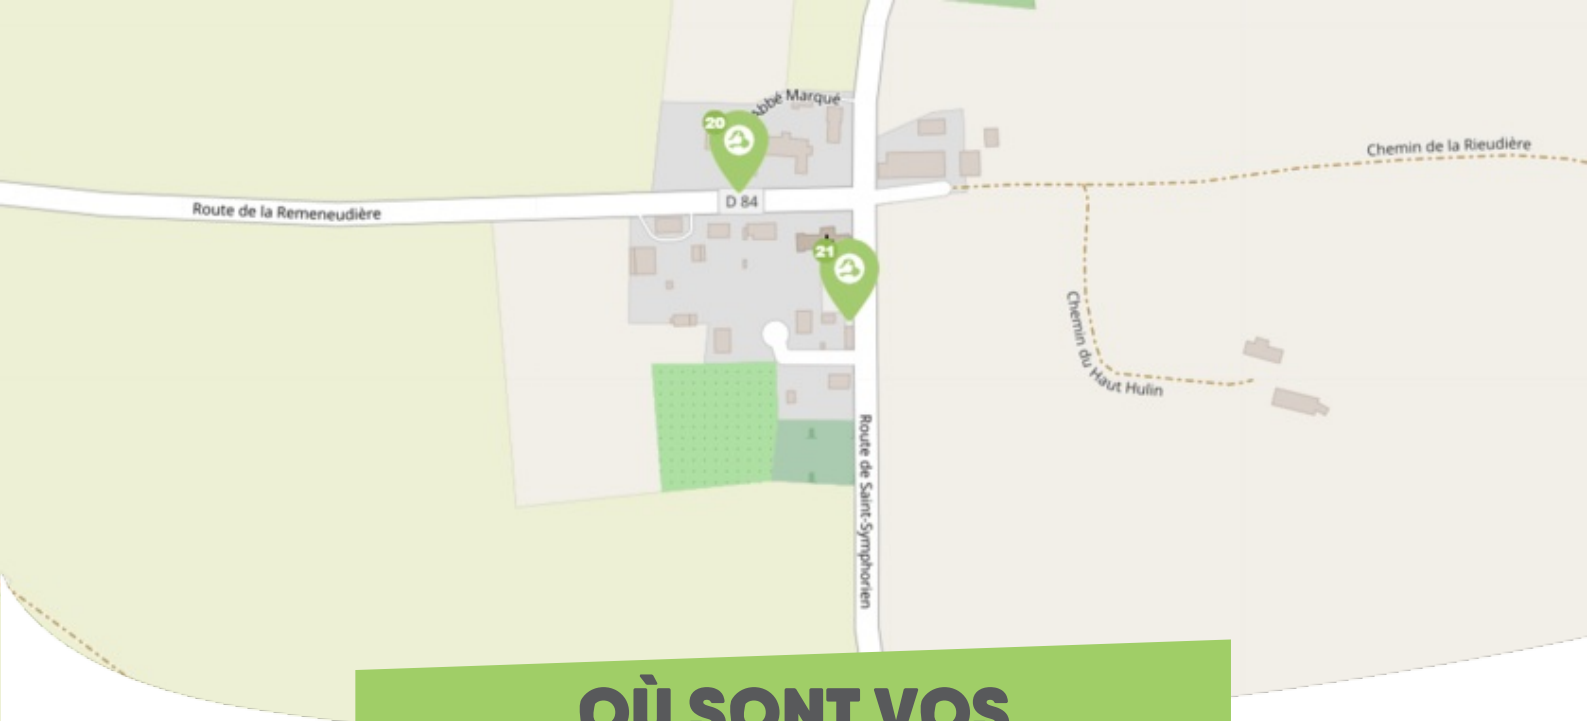 Abbé Marqué
20
Chemin de la Rieudière
D 84
Route de la Remeneudière
21
Chemin du Haut Hulin
Route de Saint-Symphorien
OÙ SONT VOS